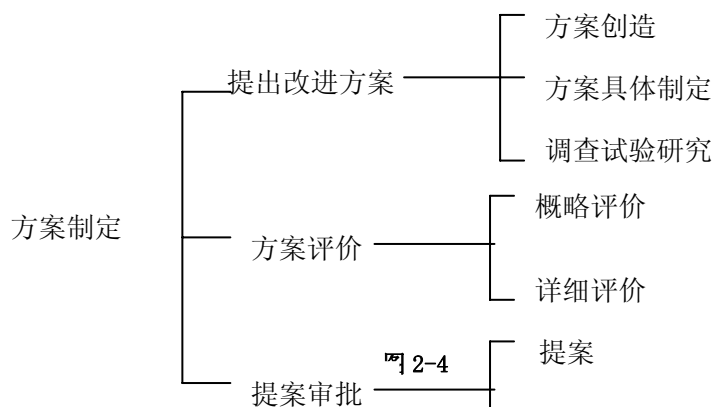 方案创造
提出改进方案
方案具体制定
调查试验研究
方案制定
概略评价
方案评价
详细评价
2-4
提案
提案审批